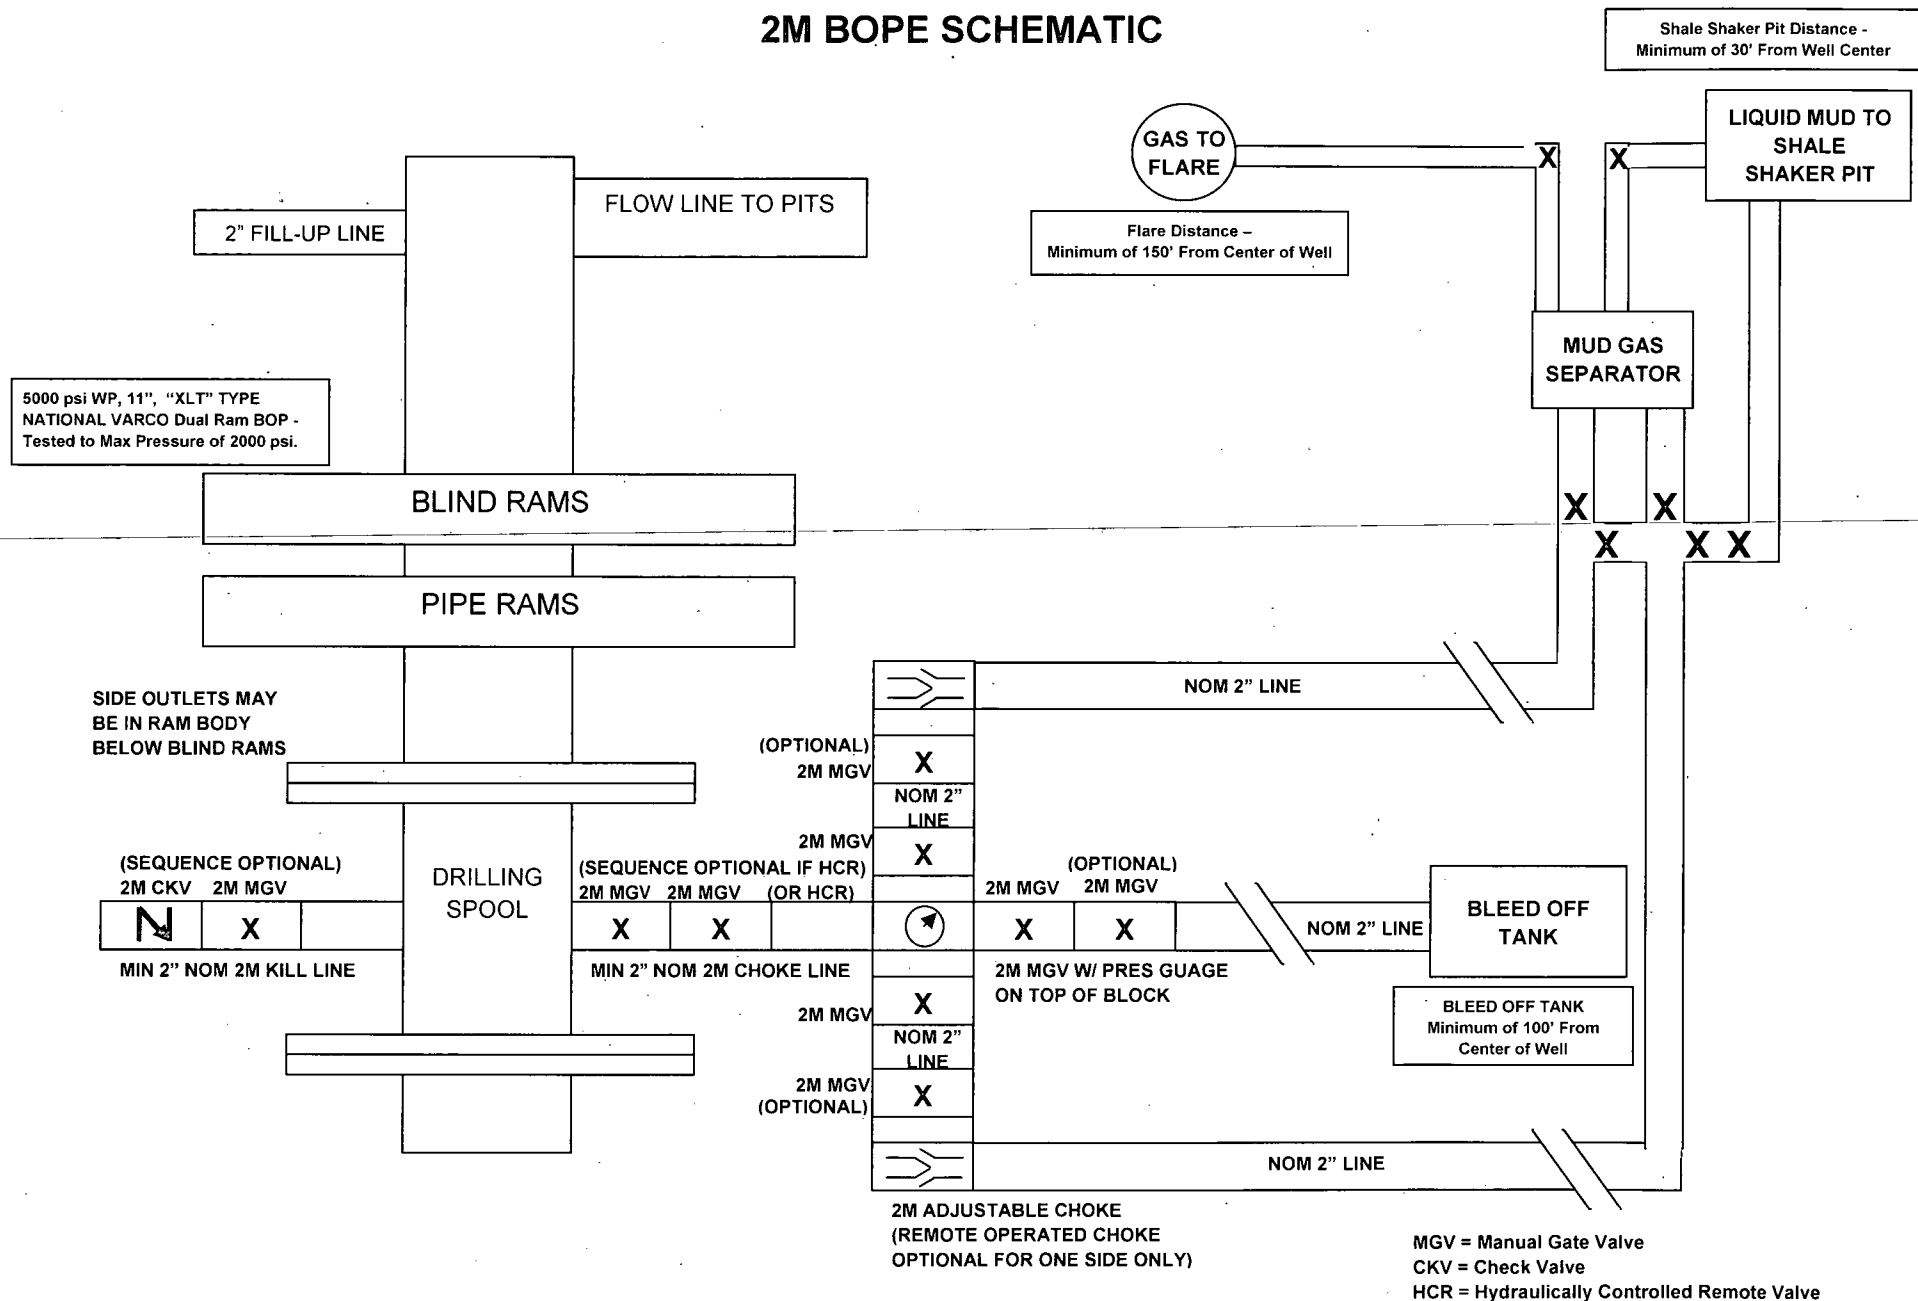 2M BOPE SCHEMATIC
Shale Shaker Pit Distance -
Minimum of 30' From Well Center
GAS TO
FLARE
LIQUID MUD TO
SHALE
SHAKER PIT
FLOW LINE TO PITS
2" FILL-UP LINE
Flare Distance –
Minimum of 150' From Center of Well
MUD GAS
SEPARATOR
5000 psi WP, 11", "XLT" TYPE
NATIONAL VARCO Dual Ram BOP -
Tested to Max Pressure of 2000 psi.
BLIND RAMS
X X
X X X
PIPE RAMS
SIDE OUTLETS MAY
BE IN RAM BODY
BELOW BLIND RAMS
NOM 2" LINE
(OPTIONAL)
2M MGV
X
NOM 2"
LINE
2M MGV
X
(SEQUENCE OPTIONAL)
2M CKV 2M MGV
X
MIN 2" NOM 2M KILL LINE
DRILLING
SPOOL
(SEQUENCE OPTIONAL IF HCR)
2M MGV 2M MGV (OR HCR)
X X
MIN 2" NOM 2M CHOKE LINE
(OPTIONAL)
2M MGV 2M MGV
X X
2M MGV W/ PRES GUAGE
ON TOP OF BLOCK
NOM 2" LINE
BLEED OFF
TANK
BLEED OFF TANK
Minimum of 100' From
Center of Well
2M MGV
X
NOM 2"
LINE
2M MGV
(OPTIONAL)
X
NOM 2" LINE
2M ADJUSTABLE CHOKE
(REMOTE OPERATED CHOKE
OPTIONAL FOR ONE SIDE ONLY)
MGV = Manual Gate Valve
CKV = Check Valve
HCR = Hydraulically Controlled Remote Valve